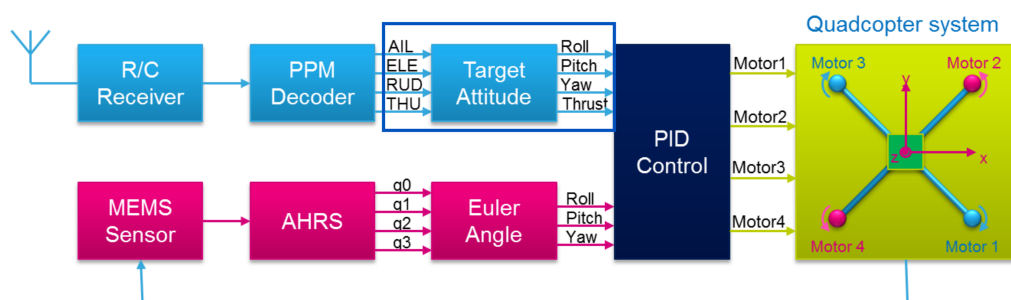 Quadcopter system
R/C
Receiver
PPM
Decoder
AIL
ELE
RUD
THU
Target
Attitude
Roll
Pitch
Yaw
Thrust
PID
Control
Motor1
Motor2
Motor3
Motor4
Motor 3
Motor 2
y
x
z
Motor 4
Motor 1
MEMS
Sensor
AHRS
q0
q1
q2
q3
Euler
Angle
Roll
Pitch
Yaw